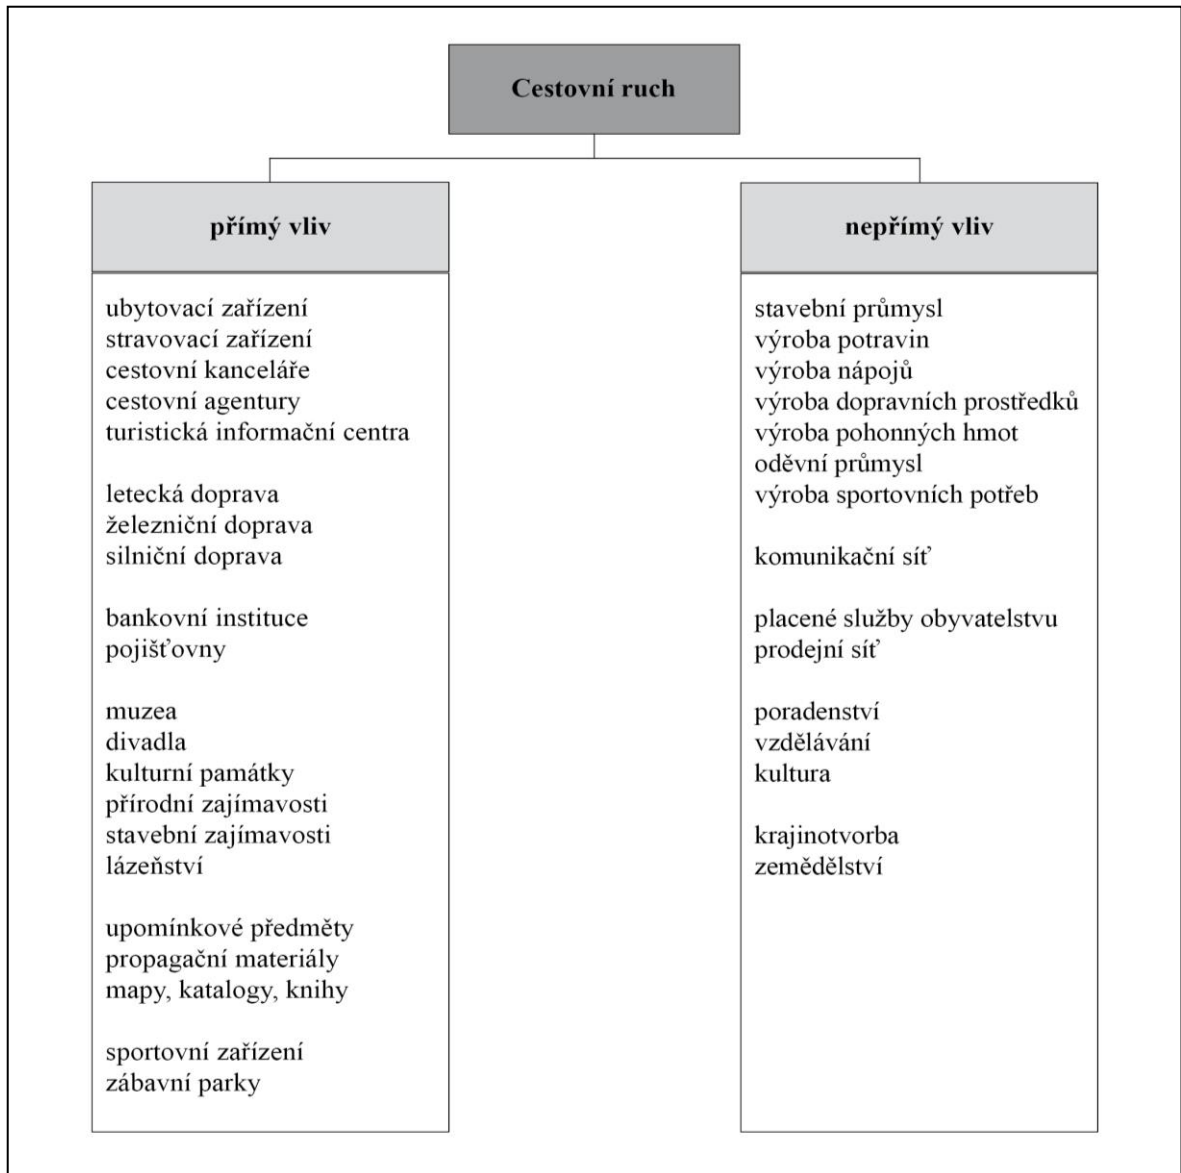 Cestovní ruch
přímý vliv
ubytovací zařízení
stravovací zařízení
cestovní kanceláře
cestovní agentury
turistická informační centra
letecká doprava
železniční doprava
silniční doprava
bankovní instituce
pojišťovny
muzea
divadla
kulturní památky
přírodní zajímavosti
stavební zajímavosti
lázeňství
upomínkové předměty
propagační materiály
mapy, katalogy, knihy
sportovní zařízení
zábavní parky
nepřímý vliv
stavební průmysl
výroba potravin
výroba nápojů
výroba dopravních prostředků
výroba pohonných hmot
oděvní průmysl
výroba sportovních potřeb
komunikační síť
placené služby obyvatelstvu
prodejní síť
poradenství
vzdělávání
kultura
krajinotvorba
zemědělství